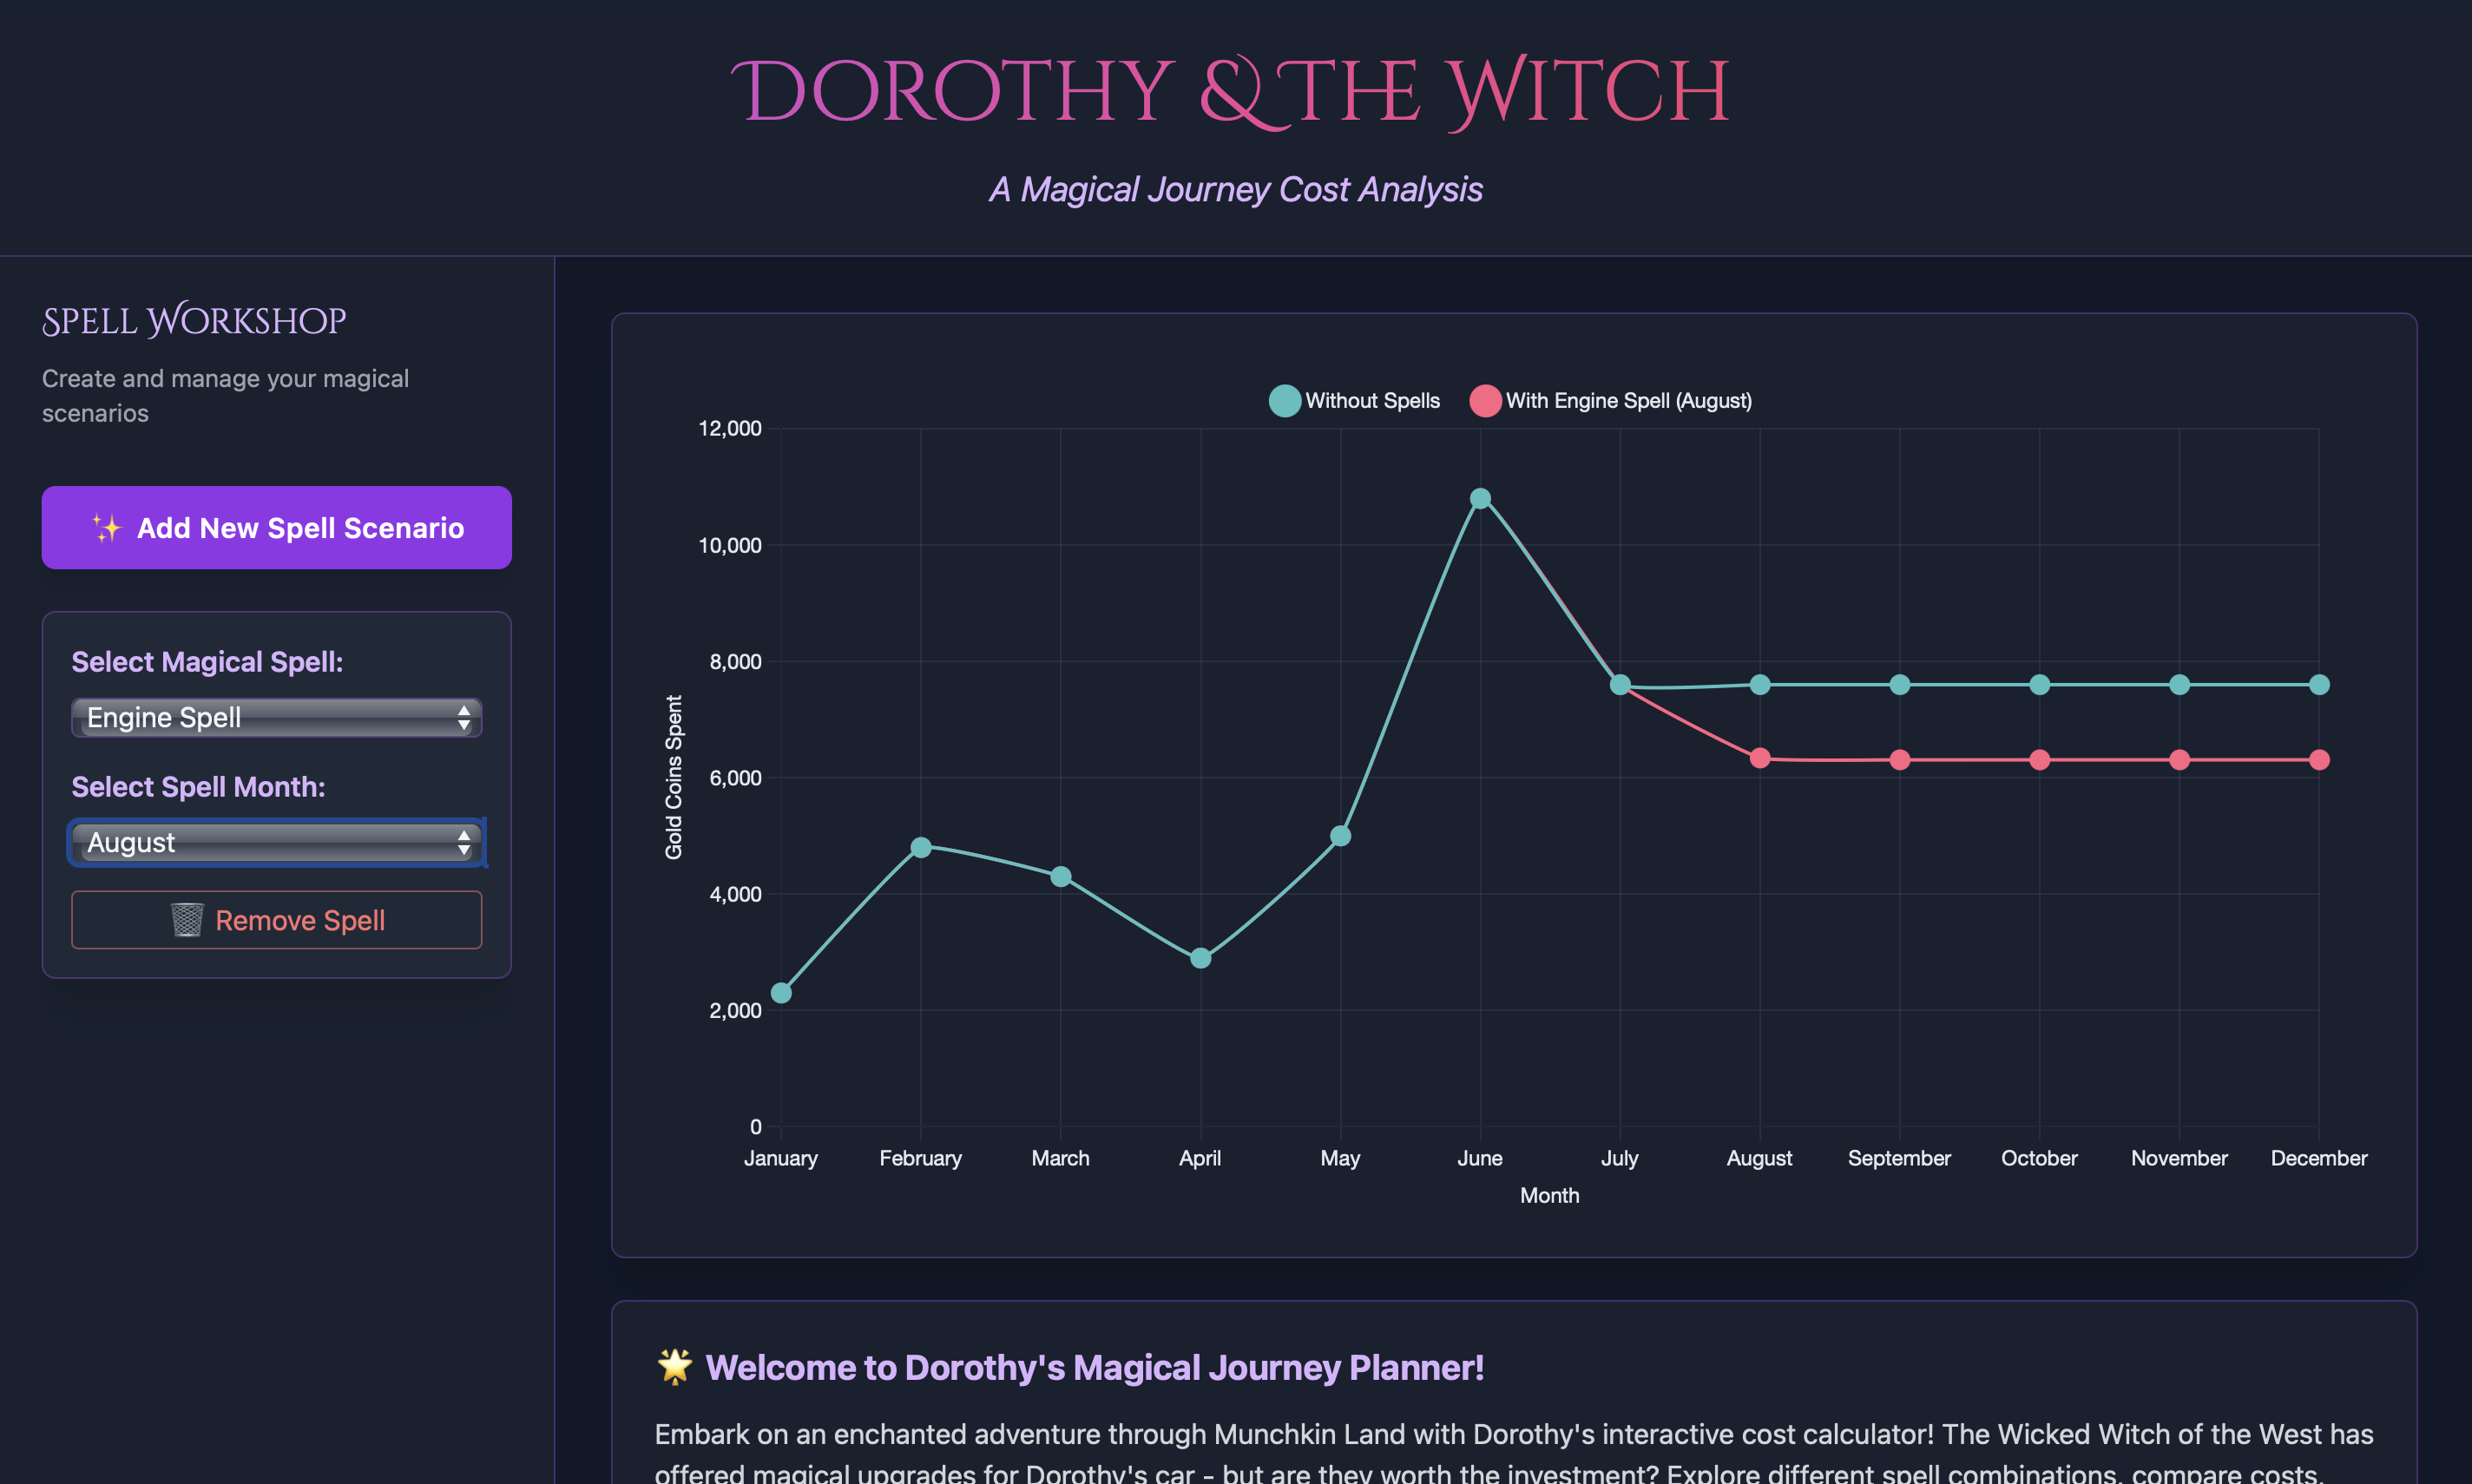 DOROTHY & THE WITCH
A Magical Journey Cost Analysis
SPELL WORKSHOP
Create and manage your magical
scenarios
✨ Add New Spell Scenario
Select Magical Spell:
Engine Spell
Select Spell Month:
August
🗑️ Remove Spell
Without Spells With Engine Spell (August)
12,000
10,000
8,000
6,000
4,000
2,000
0
Gold Coins Spent
January February March April May June July August September October November December
Month
🌟 Welcome to Dorothy's Magical Journey Planner!
Embark on an enchanted adventure through Munchkin Land with Dorothy's interactive cost calculator! The Wicked Witch of the West has
offered magical upgrades for Dorothy's car - but are they worth the investment? Explore different spell combinations, compare costs,